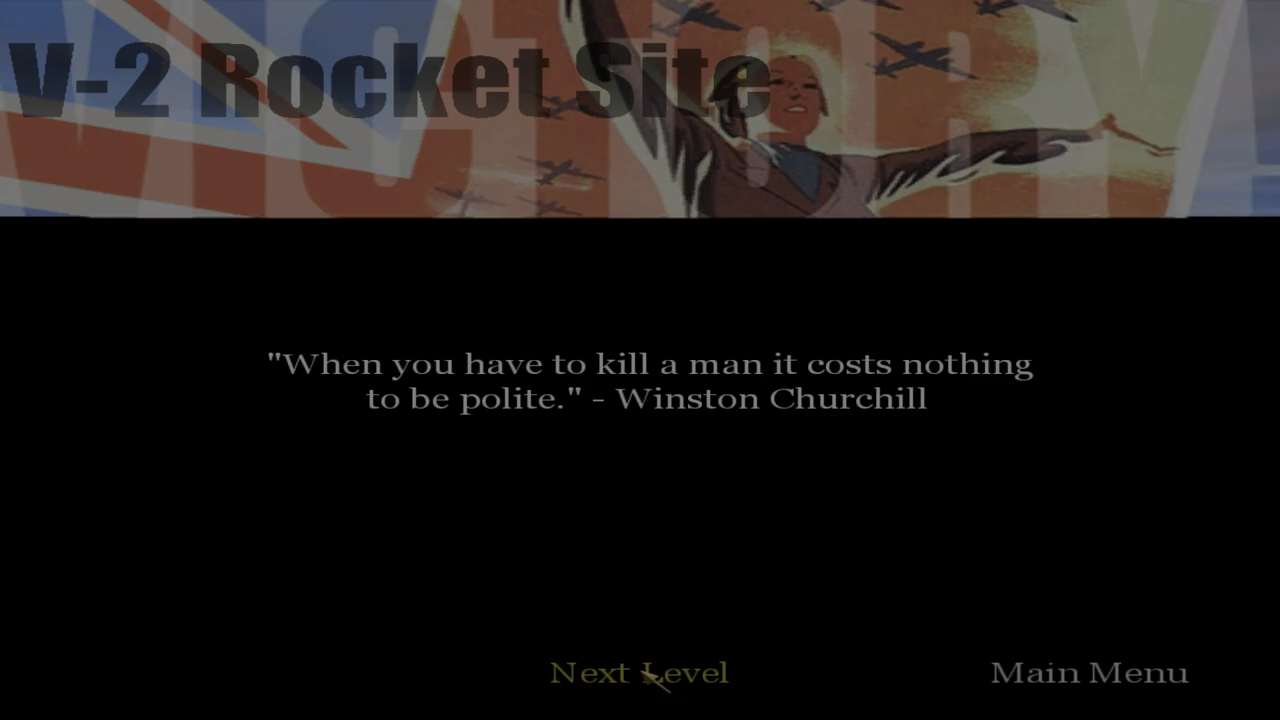 VICTORY
V-2 Rocket Site
"When you have to kill a man it costs nothing
to be polite." - Winston Churchill
Next Level
Main Menu